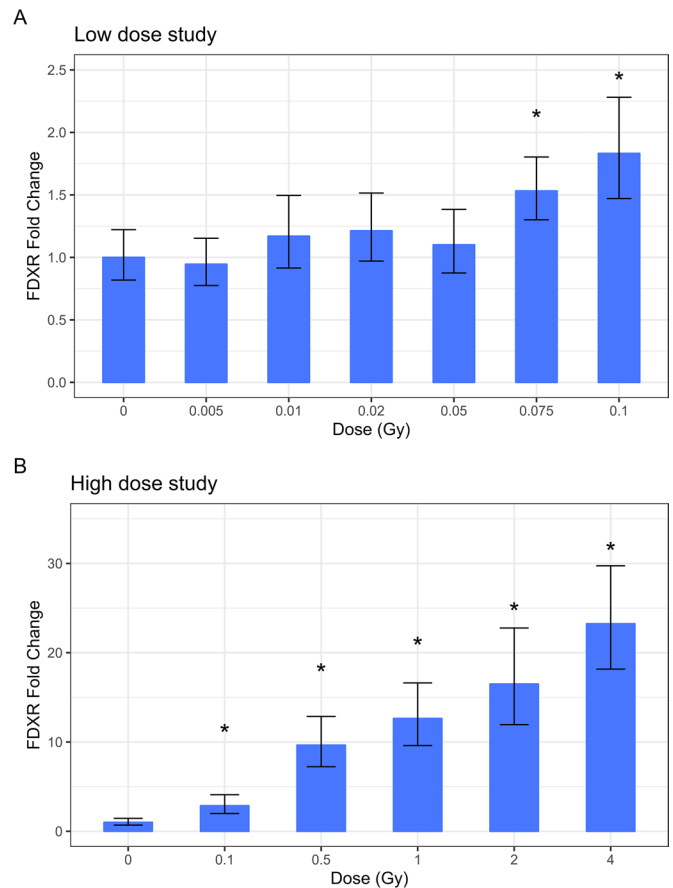 A
Low dose study
FDXR Fold Change
2.5
2.0
1.5
1.0
0.5
0.0
*
*
0 0.005 0.01 0.02 0.05 0.075 0.1
Dose (Gy)
B
High dose study
FDXR Fold Change
30
20
10
0
*
*
*
*
*
0 0.1 0.5 1 2 4
Dose (Gy)